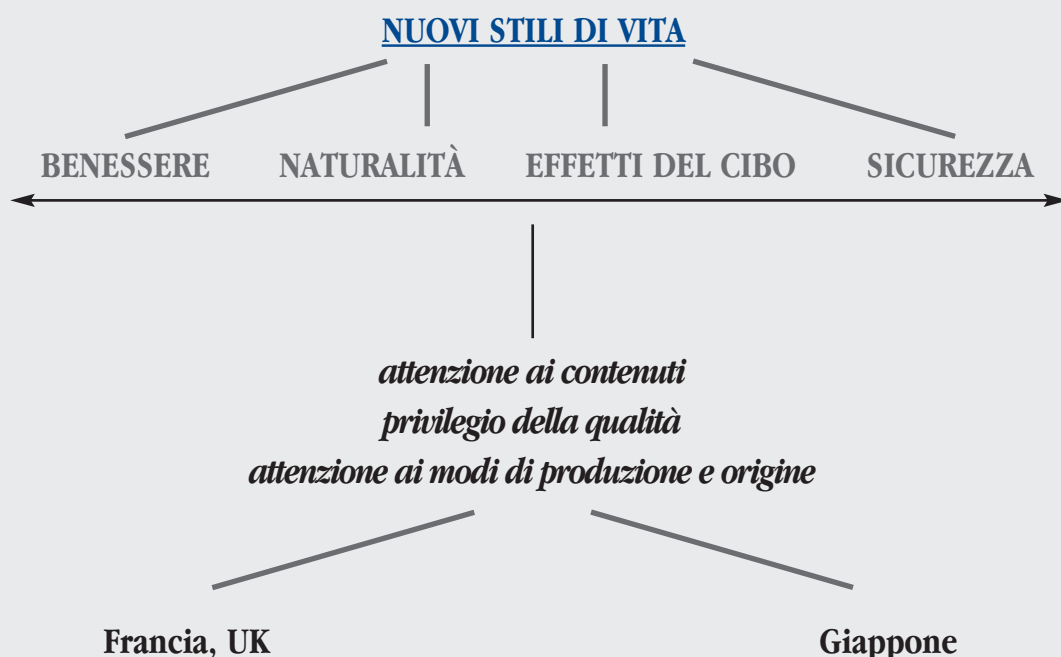 NUOVI STILI DI VITA
BENESSERE NATURALITÀ EFFETTI DEL CIBO SICUREZZA
attenzione ai contenuti
privilegio della qualità
attenzione ai modi di produzione e origine
Francia, UK Giappone